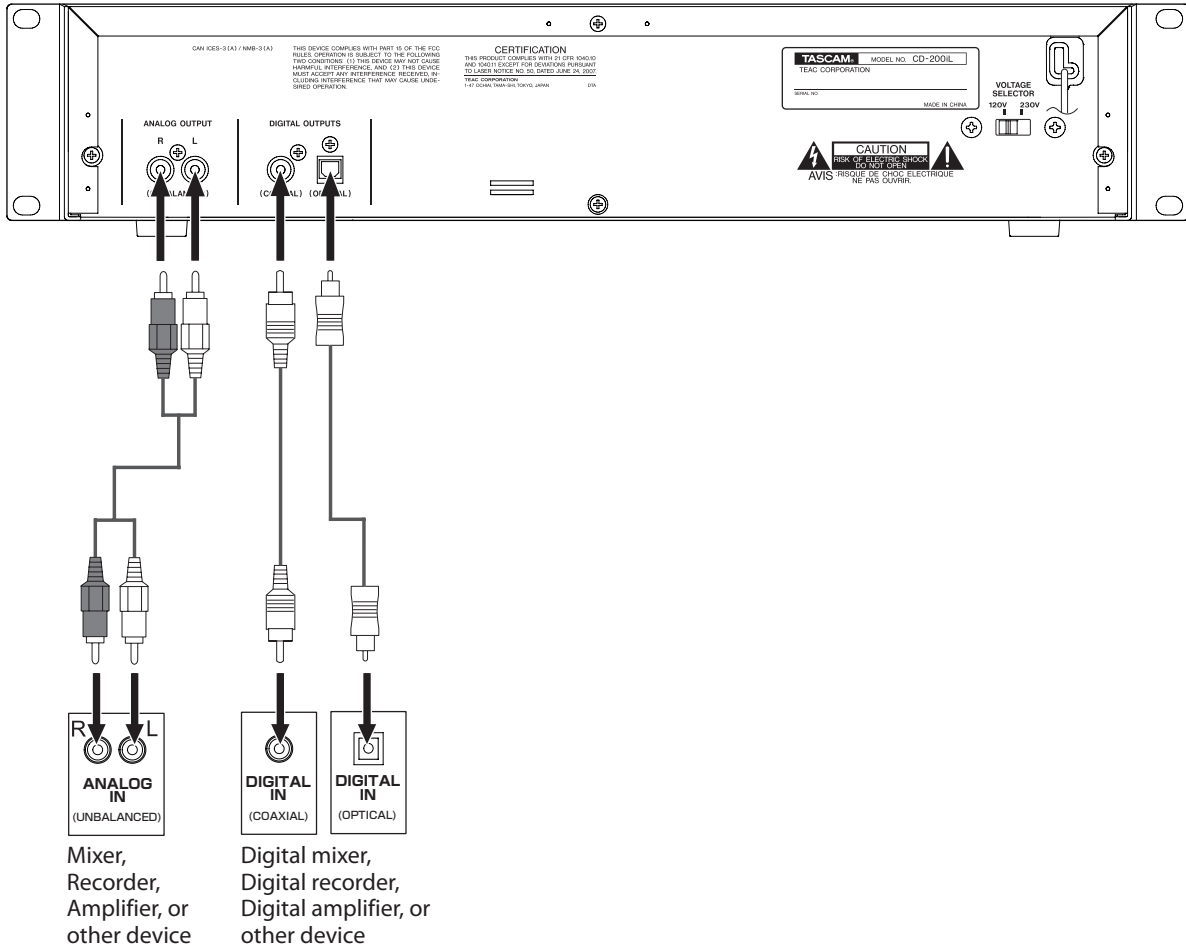 CAN ICES-3 (A) / NMB-3 (A)
THIS DEVICE COMPLIES WITH PART 15 OF THE FCC
RULES. OPERATION IS SUBJECT TO THE FOLLOWING
TWO CONDITIONS: (1) THIS DEVICE MAY NOT CAUSE
HARMFUL INTERFERENCE, AND (2) THIS DEVICE
MUST ACCEPT ANY INTERFERENCE RECEIVED, IN-
CLUDING INTERFERENCE THAT MAY CAUSE UNDE-
SIRED OPERATION.
CERTIFICATION
THIS PRODUCT COMPLIES WITH 21 CFR 1040.10
AND 1040.11 EXCEPT FOR DEVIATIONS PURSUANT
TO LASER NOTICE NO. 50, DATED JUNE 24, 2007.
TEAC CORPORATION
1-47 OCHIAI, TAMA-SHI, TOKYO, JAPAN DTA
TASCAM® MODEL NO. CD-200iL
TEAC CORPORATION
SERIAL NO.
MADE IN CHINA
VOLTAGE
SELECTOR
120V 230V
CAUTION
RISK OF ELECTRIC SHOCK
DO NOT OPEN
AVIS :RISQUE DE CHOC ELECTRIQUE
NE PAS OUVRIR.
ANALOG OUTPUT
R L
DIGITAL OUTPUTS
R L
ANALOG
IN
(UNBALANCED)
DIGITAL
IN
(COAXIAL)
DIGITAL
IN
(OPTICAL)
Mixer,
Recorder,
Amplifier, or
other device
Digital mixer,
Digital recorder,
Digital amplifier, or
other device